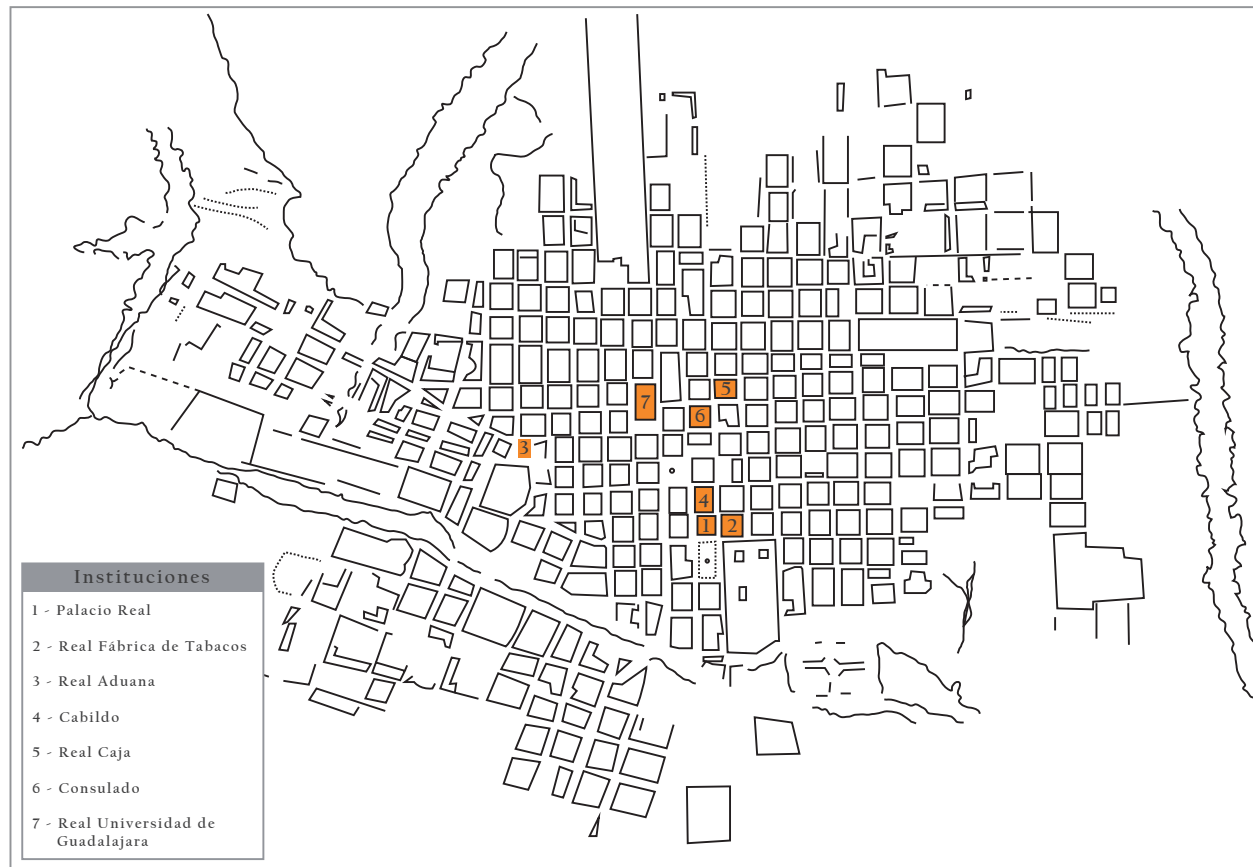 5
7
6
3
4
1
2
Instituciones
1 - Palacio Real
2 - Real Fábrica de Tabacos
3 - Real Aduana
4 - Cabildo
5 - Real Caja
6 - Consulado
7 - Real Universidad de
Guadalajara